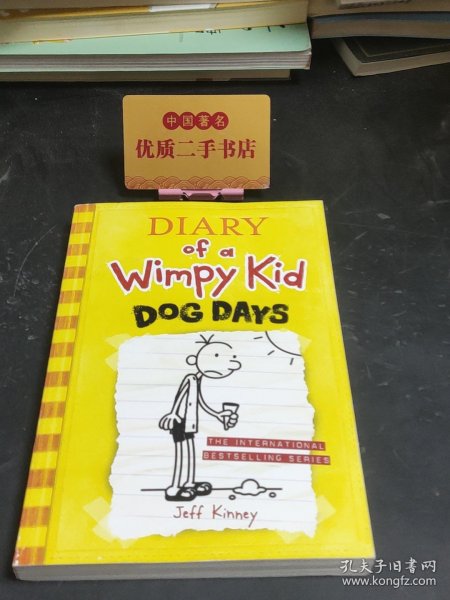 中国著名
优质二手书店
DIARY
of a
Wimpy Kid
DOG DAYS
THE INTERNATIONAL
BESTSELLING SERIES
Jeff Kinney
孔夫子旧书网
www.kongfz.com